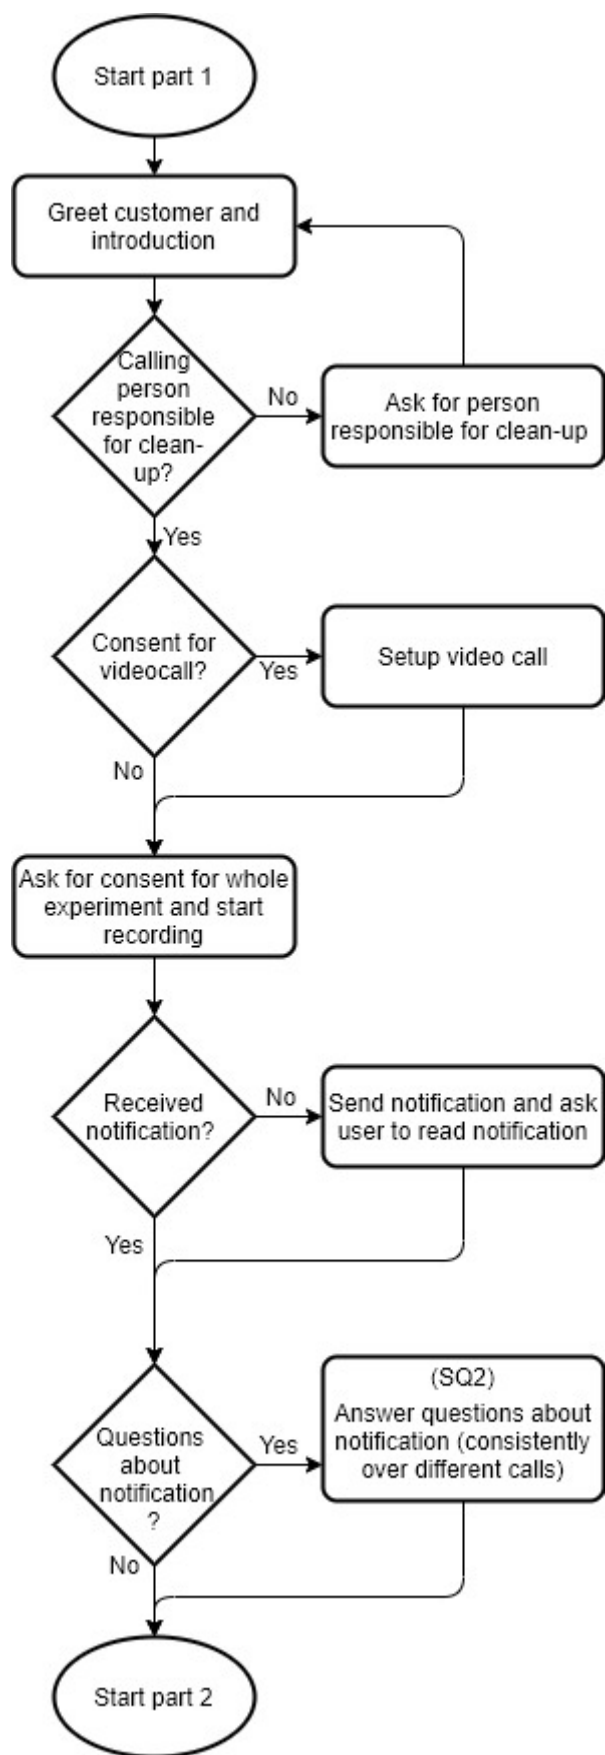 Start part 1
Greet customer and
introduction
Calling
person
responsible
for clean-
up?
No
Ask for person
responsible for clean-up
Yes
Consent for
videocall?
Yes
Setup video call
No
Ask for consent for whole
experiment and start
recording
Received
notification?
No
Send notification and ask
user to read notification
Yes
Questions
about
notification
?
Yes
(SQ2)
Answer questions about
notification (consistently
over different calls)
No
Start part 2